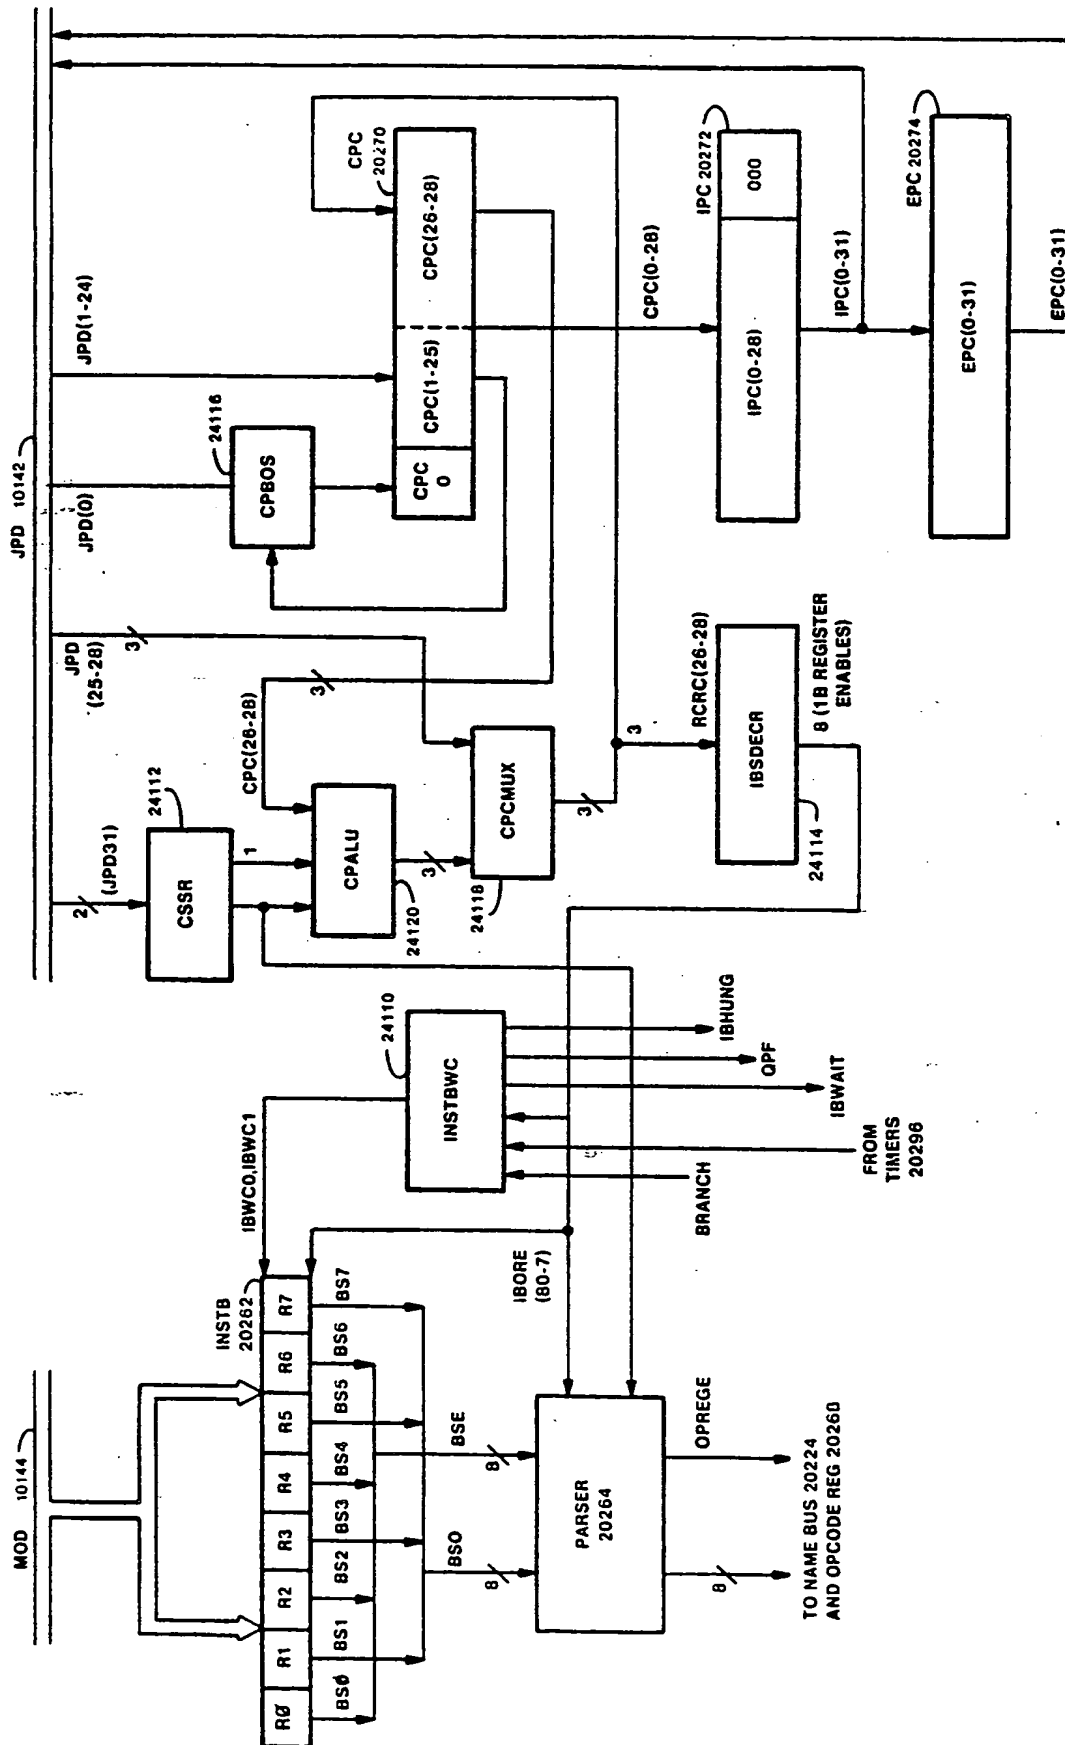 MOD 10144
INSTB
20262
R0
R1
R2
R3
R4
R5
R6
R7
BS0
BS1
BS2
BS3
BS4
BS5
BS6
BS7
BSO
8
BSE
8
PARSER
20264
8
OPREGE
TO NAME BUS 20224
AND OPCODE REG 20260
IBORE
(80-7)
IBWC0,IBWC1
INSTBWC
24110
BRANCH
FROM
TIMERS
20296
IBWAIT
QPF
IBHUNG
JPD 10142
2
(JPD31)
CSSR
24112
1
CPALU
24120
CPC(26-28)
3
3
JPD
(25-28)
3
CPCMUX
24118
3
3
RCRC(26-28)
IBSDECR
24114
8 (1B REGISTER
ENABLES)
JPD(0)
CPBOS
24116
JPD(1-24)
CPC
20270
CPC
0
CPC(1-25)
CPC(26-28)
CPC(0-28)
IPC 20272
IPC(0-28)
000
IPC(0-31)
EPC 20274
EPC(0-31)
EPC(0-31)